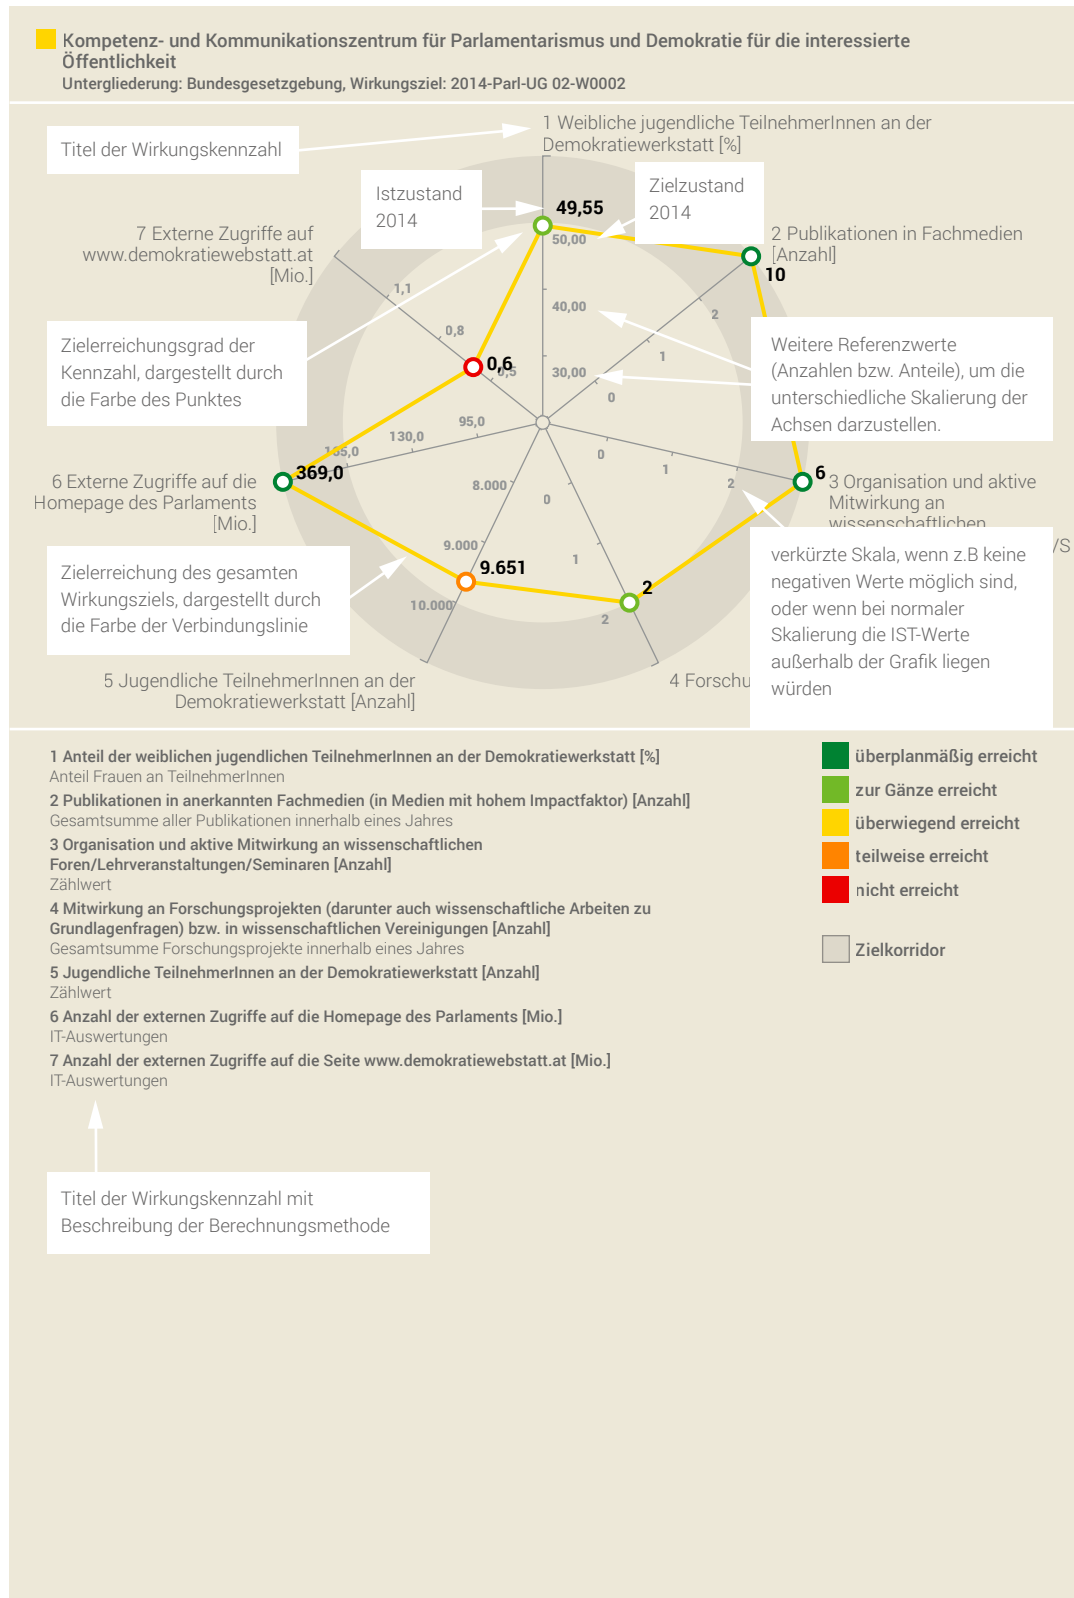 Kompetenz- und Kommunikationszentrum für Parlamentarismus und Demokratie für die interessierte
Öffentlichkeit
Untergliederung: Bundesgesetzgebung, Wirkungsziel: 2014-Parl-UG 02-W0002
1 Weibliche jugendliche TeilnehmerInnen an der
Demokratiewerkstatt [%]
Titel der Wirkungskennzahl
Istzustand
2014
Zielzustand
2014
49,55
50,00
40,00
30,00
7 Externe Zugriffe auf
www.demokratiewebstatt.at
[Mio.]
2 Publikationen in Fachmedien
[Anzahl]
10
2
1
0
1,1
0,8
0,6
0,5
Zielerreichungsgrad der
Kennzahl, dargestellt durch
die Farbe des Punktes
Weitere Referenzwerte
(Anzahlen bzw. Anteile), um die
unterschiedliche Skalierung der
Achsen darzustellen.
95,0
130,0
165,0
369,0
6 Externe Zugriffe auf die
Homepage des Parlaments
[Mio.]
0
1
2
6
3 Organisation und aktive
Mitwirkung an
wissenschaftlichen
/S
8.000
9.000
10.000
9.651
0
1
2
2
Zielerreichung des gesamten
Wirkungsziels, dargestellt durch
die Farbe der Verbindungslinie
verkürzte Skala, wenn z.B keine
negativen Werte möglich sind,
oder wenn bei normaler
Skalierung die IST-Werte
außerhalb der Grafik liegen
würden
5 Jugendliche TeilnehmerInnen an der
Demokratiewerkstatt [Anzahl]
4 Forschu
1 Anteil der weiblichen jugendlichen TeilnehmerInnen an der Demokratiewerkstatt [%]
Anteil Frauen an TeilnehmerInnen
2 Publikationen in anerkannten Fachmedien (in Medien mit hohem Impactfaktor) [Anzahl]
Gesamtsumme aller Publikationen innerhalb eines Jahres
3 Organisation und aktive Mitwirkung an wissenschaftlichen
Foren/Lehrveranstaltungen/Seminaren [Anzahl]
Zählwert
4 Mitwirkung an Forschungsprojekten (darunter auch wissenschaftliche Arbeiten zu
Grundlagenfragen) bzw. in wissenschaftlichen Vereinigungen [Anzahl]
Gesamtsumme Forschungsprojekte innerhalb eines Jahres
5 Jugendliche TeilnehmerInnen an der Demokratiewerkstatt [Anzahl]
Zählwert
6 Anzahl der externen Zugriffe auf die Homepage des Parlaments [Mio.]
IT-Auswertungen
7 Anzahl der externen Zugriffe auf die Seite www.demokratiewebstatt.at [Mio.]
IT-Auswertungen
überplanmäßig erreicht
zur Gänze erreicht
überwiegend erreicht
teilweise erreicht
nicht erreicht
Zielkorridor
Titel der Wirkungskennzahl mit
Beschreibung der Berechnungsmethode